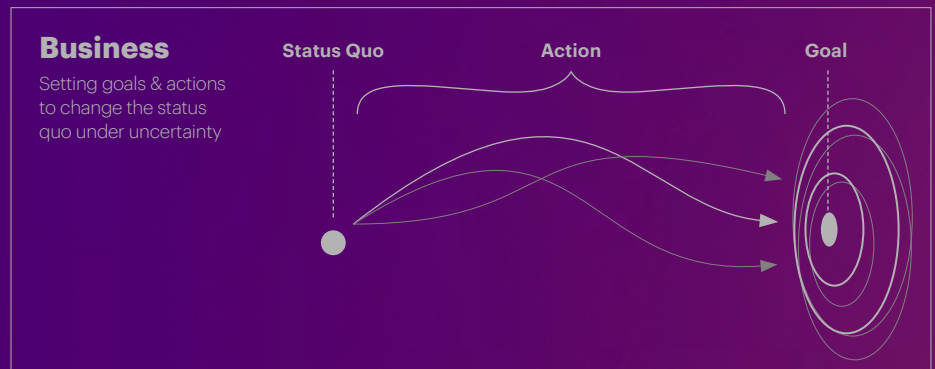 Business
Setting goals & actions
to change the status
quo under uncertainty
Status Quo
Action
Goal